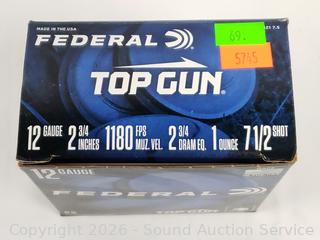 MADE IN THE USA
FEDERAL
69.
5745
TOP GUN
12 GAUGE 2 3/4 INCHES 1180 FPS MUZ. VEL. 2 3/4 DRAM EQ. 1 OUNCE 7 1/2 SHOT
12 GAUGE
FEDERAL
TOP GUN
Copyright 2026 - Sound Auction Service